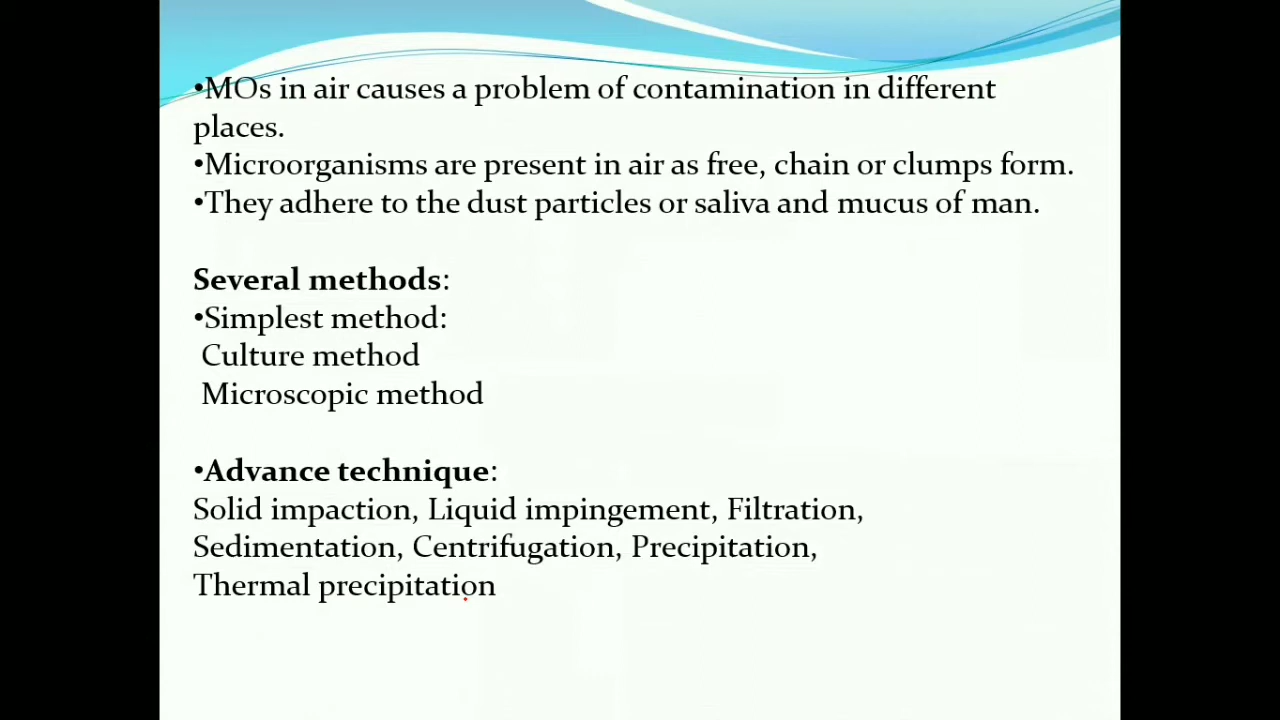 •MOs in air causes a problem of contamination in different
places.
•Microorganisms are present in air as free, chain or clumps form.
•They adhere to the dust particles or saliva and mucus of man.
Several methods:
•Simplest method:
Culture method
Microscopic method
•Advance technique:
Solid impaction, Liquid impingement, Filtration,
Sedimentation, Centrifugation, Precipitation,
Thermal precipitation